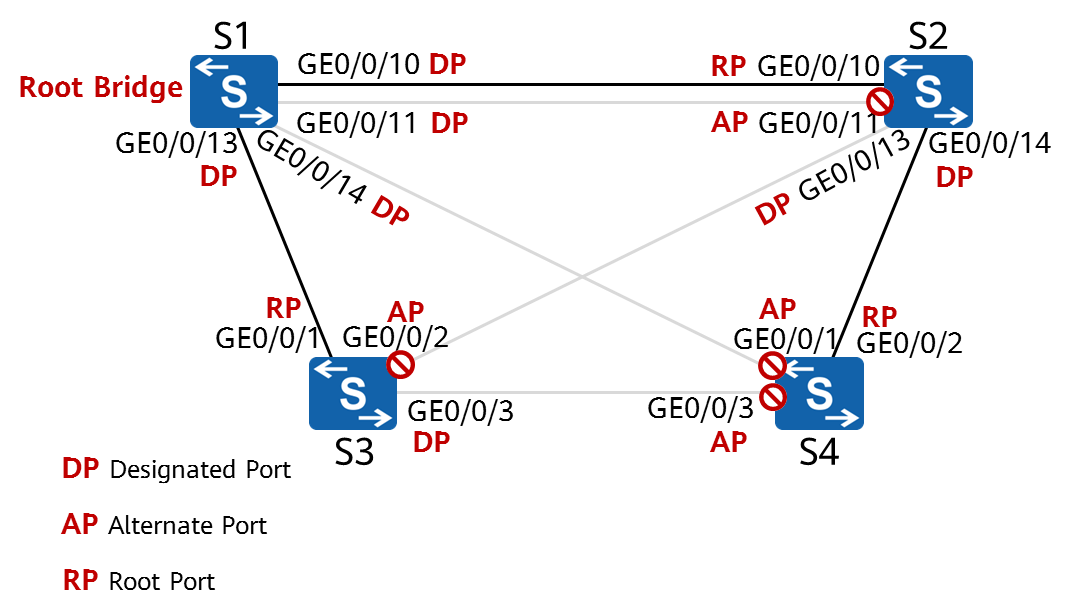 S1
S2
GE0/0/10 DP
RP GE0/0/10
Root Bridge
S
S
GE0/0/11 DP
AP GE0/0/11
GE0/0/13
DP
GE0/0/14 DP
DP GE0/0/13
GE0/0/14
DP
RP
GE0/0/1
AP
GE0/0/2
AP
GE0/0/1
RP
GE0/0/2
S
S
GE0/0/3
DP
GE0/0/3
AP
S3
S4
DP Designated Port
AP Alternate Port
RP Root Port